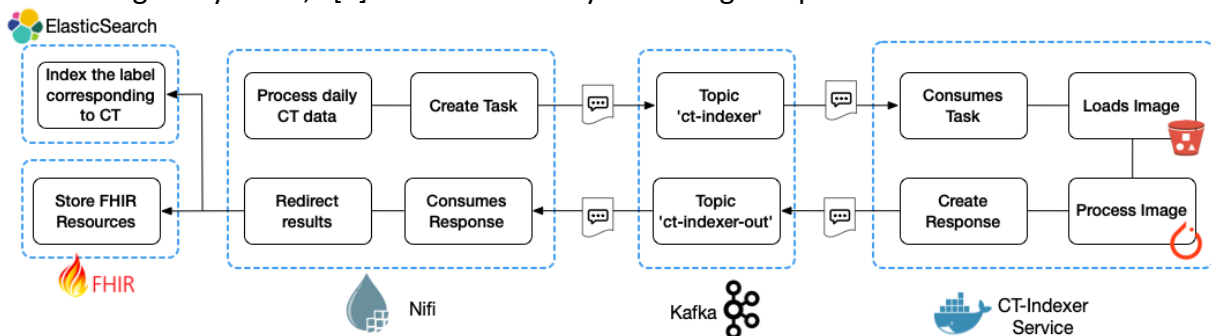 ElasticSearch
Index the label
corresponding
to CT
Process daily
CT data
Create Task
Topic
'ct-indexer'
Consumes
Task
Loads Image
Store FHIR
Resources
Redirect
results
Consumes
Response
Topic
'ct-indexer-out'
Create
Response
Process Image
FHIR
Nifi
Kafka
CT-Indexer
Service